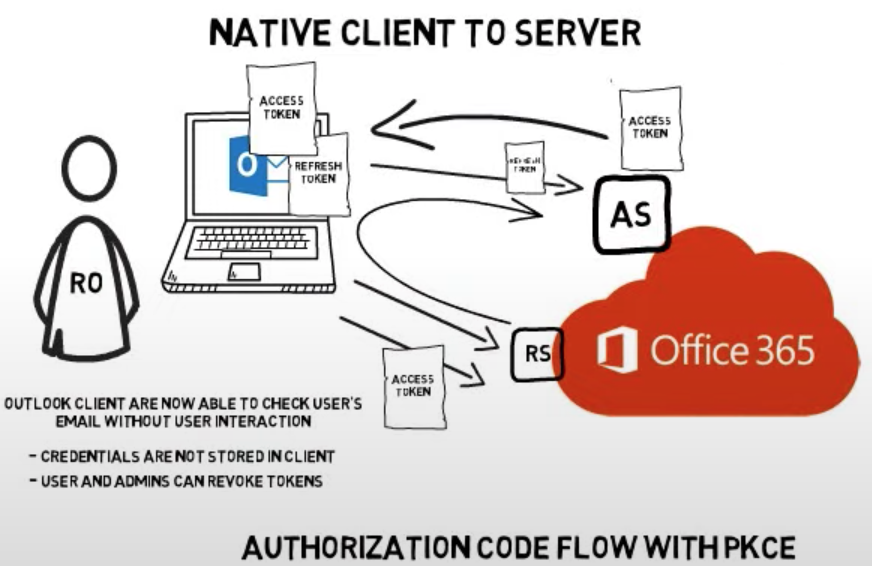 NATIVE CLIENT TO SERVER
ACCESS
TOKEN
REFRESH
TOKEN
O
RO
ACCESS
TOKEN
REFRESH
TOKEN
AS
RS
Office 365
ACCESS
TOKEN
OUTLOOK CLIENT ARE NOW ABLE TO CHECK USER'S
EMAIL WITHOUT USER INTERACTION
- CREDENTIALS ARE NOT STORED IN CLIENT
- USER AND ADMINS CAN REVOKE TOKENS
AUTHORIZATION CODE FLOW WITH PKCE